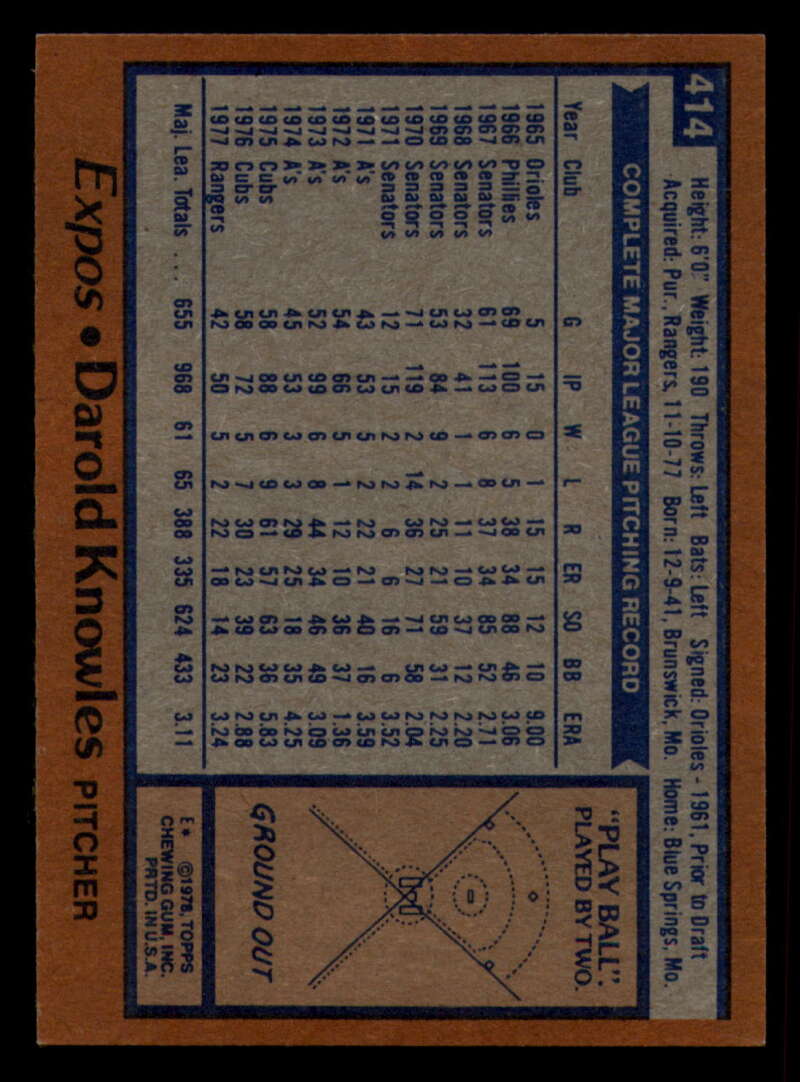 414
Height: 6'0" Weight: 190 Throws: Left Bats: Left Signed: Orioles - 1961, Prior to Draft
Acquired: Pur., Rangers, 11-10-77 Born: 12-9-41, Brunswick, Mo. Home: Blue Springs, Mo.
COMPLETE MAJOR LEAGUE PITCHING RECORD
Year Club G IP W L R ER SO BB ERA
1965 Orioles 5 15 0 1 15 15 12 10 9.00
1966 Phillies 69 100 6 5 38 34 88 46 3.06
1967 Senators 61 113 6 8 37 34 85 52 2.71
1968 Senators 32 41 1 1 11 10 37 12 2.20
1969 Senators 53 84 9 2 25 21 59 31 2.25
1970 Senators 71 119 2 14 36 27 71 58 2.04
1971 Senators 12 15 2 2 6 6 16 6 3.52
1971 A's 43 53 5 2 22 21 40 16 3.59
1972 A's 54 66 5 1 12 10 36 37 1.36
1973 A's 52 99 6 8 44 34 46 49 3.09
1974 A's 45 53 3 3 29 25 18 35 4.25
1975 Cubs 58 88 6 9 61 57 63 36 5.83
1976 Cubs 58 72 5 7 30 23 39 22 2.88
1977 Rangers 42 50 5 2 22 18 14 23 3.24
Maj. Lea. Totals ... 655 968 61 65 388 335 624 433 3.11
"PLAY BALL".
PLAYED BY TWO.
GROUND OUT
E* ©1978, TOPPS
CHEWING GUM, INC.
PRTD. IN U.S.A.
Expos • Darold Knowles PITCHER